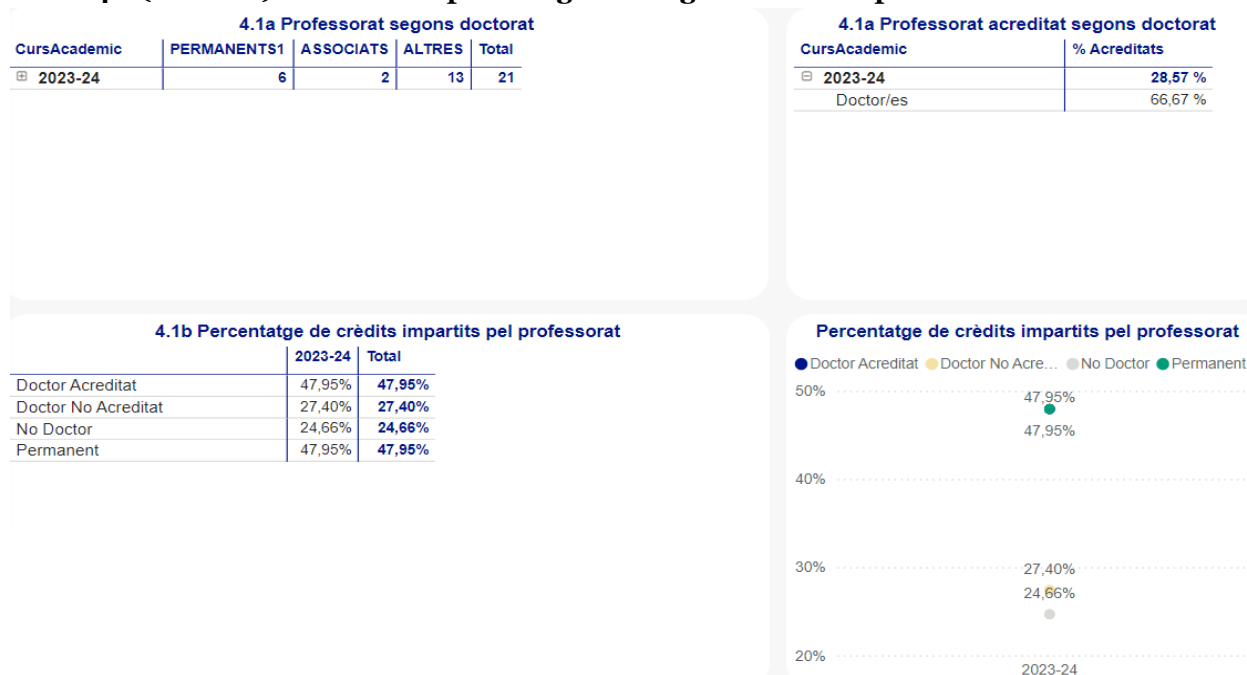 4.1a Professorat segons doctorat
CursAcademic PERMANENTS1 ASSOCIATS ALTRES Total
2023-24 6 2 13 21
4.1a Professorat acreditat segons doctorat
CursAcademic % Acreditats
2023-24 28,57 %
Doctor/es 66,67 %
4.1b Percentatge de crèdits impartits pel professorat
2023-24 Total
Doctor Acreditat 47,95% 47,95%
Doctor No Acreditat 27,40% 27,40%
No Doctor 24,66% 24,66%
Permanent 47,95% 47,95%
Percentatge de crèdits impartits pel professorat
Doctor Acreditat Doctor No Acre... No Doctor Permanent
50%
47,95%
47,95%
40%
30%
27,40%
24,66%
20%
2023-24